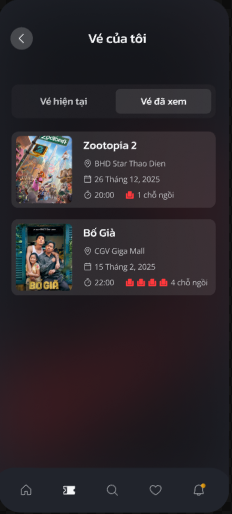 Vé của tôi
Vé hiện tại
Vé đã xem
Zootopia 2
BHD Star Thao Dien
26 Tháng 12, 2025
20:00 1 chỗ ngồi
Bố Già
CGV Giga Mall
15 Tháng 2, 2025
22:00 4 chỗ ngồi
BỐ GIÀ